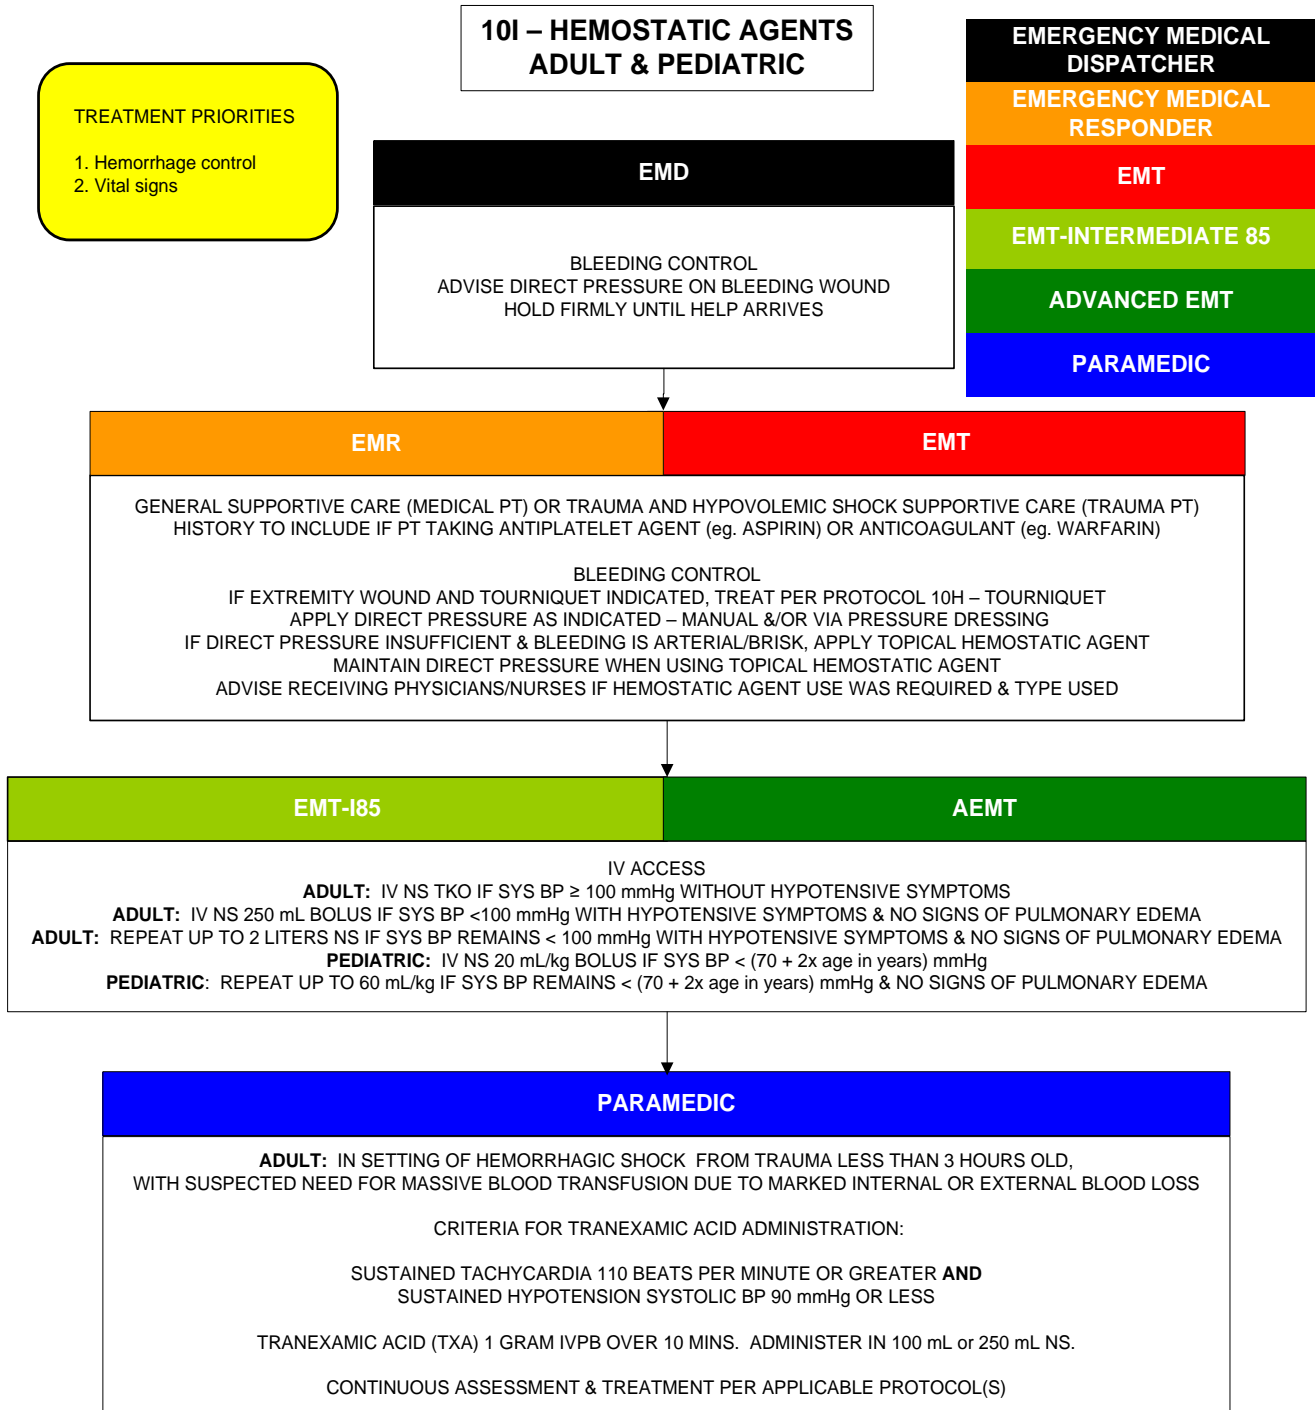 10I – HEMOSTATIC AGENTS
ADULT & PEDIATRIC
EMERGENCY MEDICAL
DISPATCHER
EMERGENCY MEDICAL
RESPONDER
EMT
EMT-INTERMEDIATE 85
ADVANCED EMT
PARAMEDIC
TREATMENT PRIORITIES
1. Hemorrhage control
2. Vital signs
EMD
BLEEDING CONTROL
ADVISE DIRECT PRESSURE ON BLEEDING WOUND
HOLD FIRMLY UNTIL HELP ARRIVES
EMR
EMT
GENERAL SUPPORTIVE CARE (MEDICAL PT) OR TRAUMA AND HYPOVOLEMIC SHOCK SUPPORTIVE CARE (TRAUMA PT)
HISTORY TO INCLUDE IF PT TAKING ANTIPLATELET AGENT (eg. ASPIRIN) OR ANTICOAGULANT (eg. WARFARIN)
BLEEDING CONTROL
IF EXTREMITY WOUND AND TOURNIQUET INDICATED, TREAT PER PROTOCOL 10H – TOURNIQUET
APPLY DIRECT PRESSURE AS INDICATED – MANUAL &/OR VIA PRESSURE DRESSING
IF DIRECT PRESSURE INSUFFICIENT & BLEEDING IS ARTERIAL/BRISK, APPLY TOPICAL HEMOSTATIC AGENT
MAINTAIN DIRECT PRESSURE WHEN USING TOPICAL HEMOSTATIC AGENT
ADVISE RECEIVING PHYSICIANS/NURSES IF HEMOSTATIC AGENT USE WAS REQUIRED & TYPE USED
EMT-I85
AEMT
IV ACCESS
ADULT: IV NS TKO IF SYS BP ≥ 100 mmHg WITHOUT HYPOTENSIVE SYMPTOMS
ADULT: IV NS 250 mL BOLUS IF SYS BP <100 mmHg WITH HYPOTENSIVE SYMPTOMS & NO SIGNS OF PULMONARY EDEMA
ADULT: REPEAT UP TO 2 LITERS NS IF SYS BP REMAINS < 100 mmHg WITH HYPOTENSIVE SYMPTOMS & NO SIGNS OF PULMONARY EDEMA
PEDIATRIC: IV NS 20 mL/kg BOLUS IF SYS BP < (70 + 2x age in years) mmHg
PEDIATRIC: REPEAT UP TO 60 mL/kg IF SYS BP REMAINS < (70 + 2x age in years) mmHg & NO SIGNS OF PULMONARY EDEMA
PARAMEDIC
ADULT: IN SETTING OF HEMORRHAGIC SHOCK FROM TRAUMA LESS THAN 3 HOURS OLD,
WITH SUSPECTED NEED FOR MASSIVE BLOOD TRANSFUSION DUE TO MARKED INTERNAL OR EXTERNAL BLOOD LOSS
CRITERIA FOR TRANEXAMIC ACID ADMINISTRATION:
SUSTAINED TACHYCARDIA 110 BEATS PER MINUTE OR GREATER AND
SUSTAINED HYPOTENSION SYSTOLIC BP 90 mmHg OR LESS
TRANEXAMIC ACID (TXA) 1 GRAM IVPB OVER 10 MINS. ADMINISTER IN 100 mL or 250 mL NS.
CONTINUOUS ASSESSMENT & TREATMENT PER APPLICABLE PROTOCOL(S)